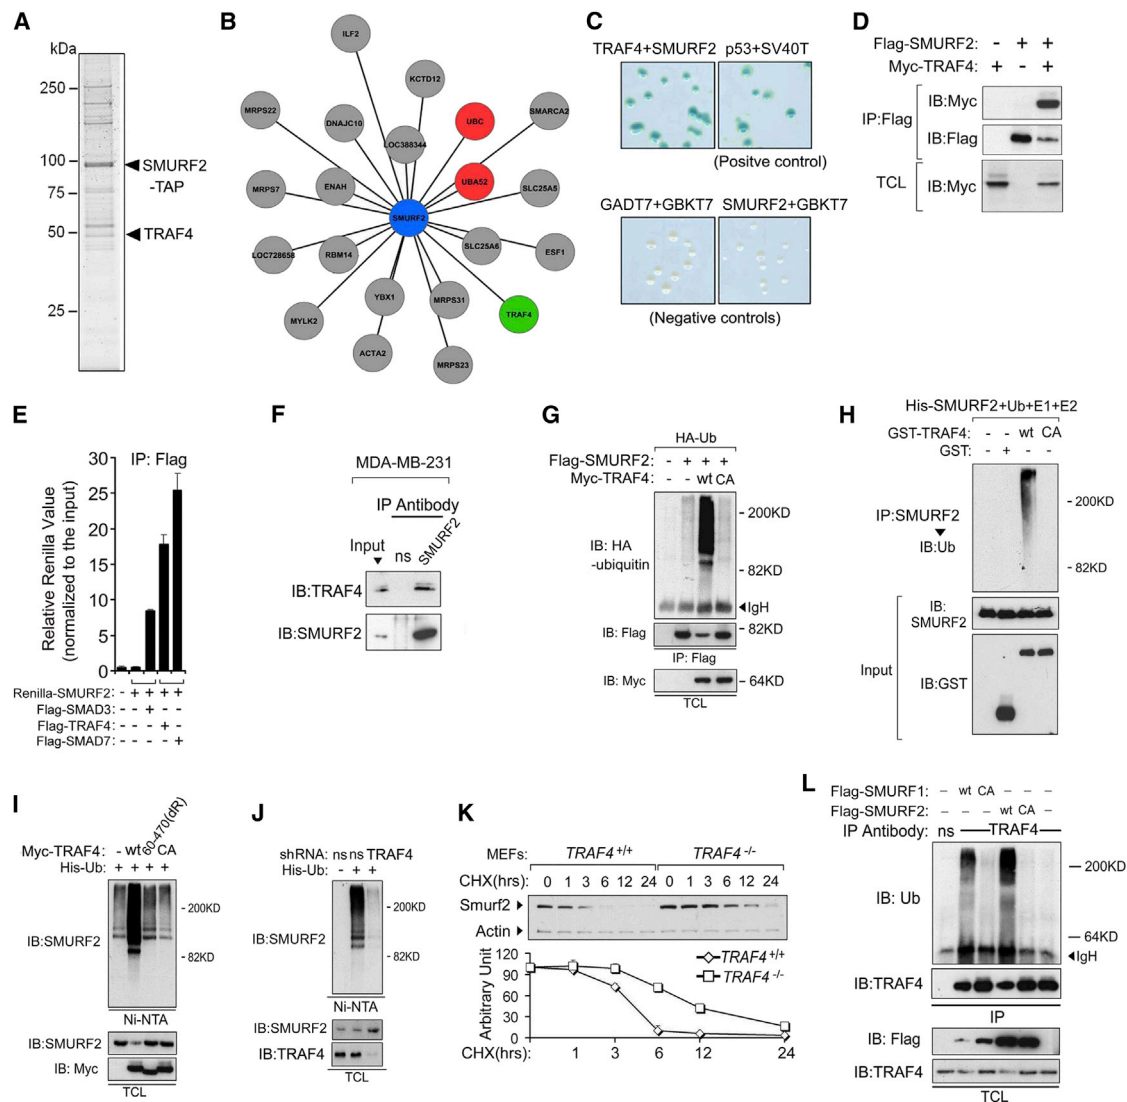 A
kDa
250
100
75
50
25
SMURF2
-TAP
TRAF4
B
ILF2
KCTD12
MRPS22
DNAJC10
UBC
SMARCA2
LOC388344
MRPS7
ENAH
UBA52
SLC25A5
SMURF2
LOC728658
RBM14
SLC25A6
ESF1
YBX1
MRPS31
MYLK2
TRAF4
ACTA2
MRPS23
C
TRAF4+SMURF2 p53+SV40T
(Positive control)
GADT7+GBKT7 SMURF2+GBKT7
(Negative controls)
D
Flag-SMURF2: - + +
Myc-TRAF4: + - +
IP:Flag
IB:Myc
IB:Flag
TCL
IB:Myc
E
IP: Flag
Relative Renilla Value
(normalized to the input)
30
25
20
15
10
5
0
Renilla-SMURF2: - + + + +
Flag-SMAD3: - - + - -
Flag-TRAF4: - - - + -
Flag-SMAD7: - - - - +
F
MDA-MB-231
IP Antibody
Input
ns
SMURF2
IB:TRAF4
IB:SMURF2
G
HA-Ub
Flag-SMURF2: - + + +
Myc-TRAF4: - - wt CA
- 200KD
IB: HA
-ubiquitin
- 82KD
IgH
- 82KD
IB: Flag
IP: Flag
IB: Myc
- 64KD
TCL
H
His-SMURF2+Ub+E1+E2
GST-TRAF4: - - wt CA
GST: - + - -
- 200KD
IP:SMURF2
IB:Ub
- 82KD
IB:
SMURF2
Input
IB:GST
I
Myc-TRAF4: - wt 60-470(dR) CA
His-Ub: + + + +
- 200KD
IB:SMURF2
- 82KD
Ni-NTA
IB:SMURF2
IB: Myc
TCL
J
shRNA: ns ns TRAF4
His-Ub: - + +
- 200KD
IB:SMURF2
- 82KD
Ni-NTA
IB:SMURF2
IB:TRAF4
TCL
K
MEFs: TRAF4+/+ TRAF4-/-
CHX(hrs): 0 1 3 6 12 24 0 1 3 6 12 24
Smurf2
Actin
Arbitrary Unit
120
90
60
30
0
TRAF4+/+
TRAF4-/-
CHX(hrs): 1 3 6 12 24
L
Flag-SMURF1: – wt CA – – –
Flag-SMURF2: – – – wt CA –
IP Antibody: ns TRAF4
– 200KD
IB: Ub
– 64KD
IgH
IB:TRAF4
IP
IB: Flag
IB:TRAF4
TCL